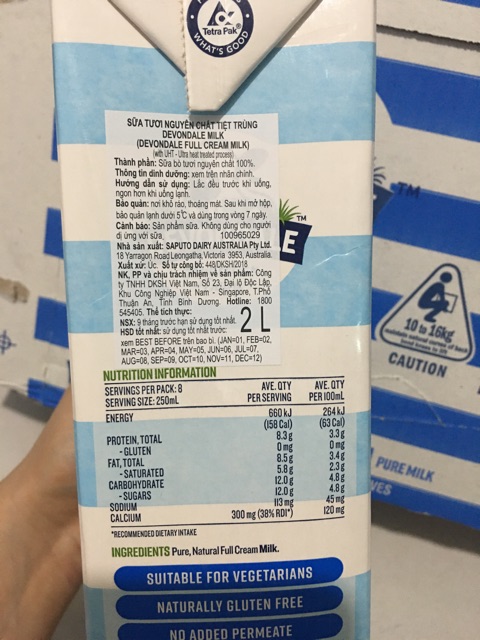 Tetra Pak®
WHAT'S GOOD
SỮA TƯƠI NGUYÊN CHẤT TIỆT TRÙNG
DEVONDALE MILK
(DEVONDALE FULL CREAM MILK)
(with UHT - Ultra heat treated process)
Thành phần: Sữa bò tươi nguyên chất 100%.
Thông tin dinh dưỡng: xem trên nhãn chính.
Hướng dẫn sử dụng: Lắc đều trước khi uống,
ngon hơn khi uống lạnh.
Bảo quản: nơi khô ráo, thoáng mát. Sau khi mở hộp,
bảo quản lạnh dưới 5°C và dùng trong vòng 7 ngày.
Cảnh báo: Sản phẩm sữa. Không dùng cho người
dị ứng với sữa 100965029
Nhà sản xuất: SAPUTO DAIRY AUSTRALIA Pty Ltd.
18 Yarragon Road,Leongatha,Victoria 3953, Australia.
Xuất xứ: Úc. Số tự công bố: 448/DKSH/2018
NK, PP và chịu trách nhiệm về sản phẩm: Công
ty TNHH DKSH Việt Nam, Số 23, Đại lộ Độc Lập,
Khu Công Nghiệp Việt Nam - Singapore, T.Phố
Thuận An, Tỉnh Bình Dương. Hotline: 1800
545405. Thể tích thực:
2 L
NSX: 9 tháng trước hạn sử dụng tốt nhất.
HSD tốt nhất: sử dụng tốt nhất trước:
xem BEST BEFORE trên bao bì. (JAN=01, FEB=02,
MAR=03, APR=04, MAY=05, JUN=06, JUL=07,
AUG=08, SEP=09, OCT=10, NOV=11, DEC=12)
LE
TM
NUTRITION INFORMATION
SERVINGS PER PACK: 8 AVE. QTY AVE. QTY
SERVING SIZE: 250mL PER SERVING PER 100mL
ENERGY 660 kJ 264 kJ
(158 Cal) (63 Cal)
PROTEIN, TOTAL 8.3 g 3.3 g
- GLUTEN 0 mg 0 mg
FAT, TOTAL 8.5 g 3.4 g
- SATURATED 5.8 g 2.3 g
CARBOHYDRATE 12.0 g 4.8 g
- SUGARS 12.0 g 4.8 g
SODIUM 113 mg 45 mg
CALCIUM 300 mg (38% RDI*) 120 mg
*RECOMMENDED DIETARY INTAKE
INGREDIENTS Pure, Natural Full Cream Milk.
SUITABLE FOR VEGETARIANS
NATURALLY GLUTEN FREE
NO ADDED PERMEATE
TM
10 to 16kg
CAUTION
PURE MILK